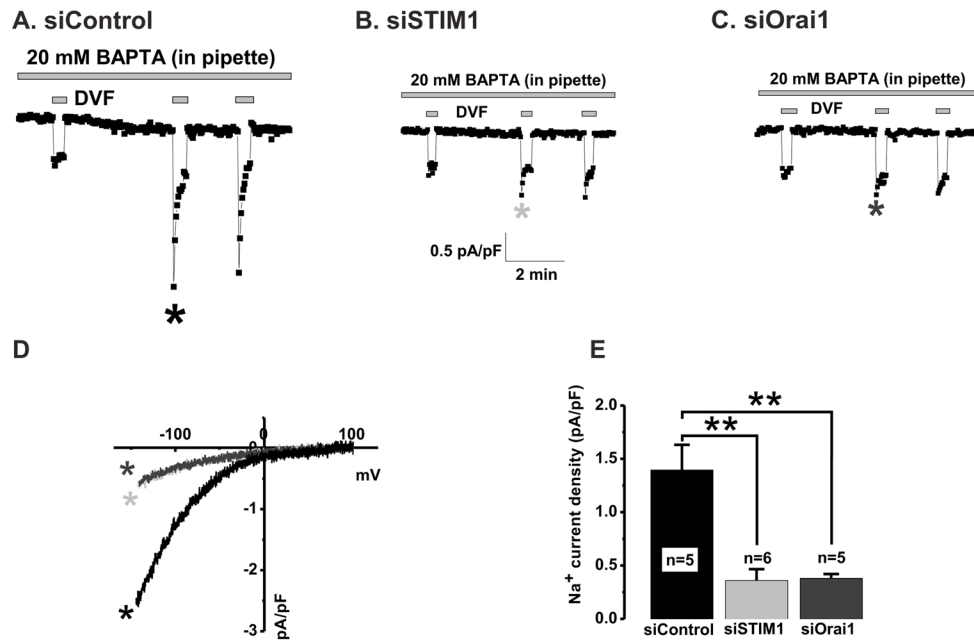 A. siControl
20 mM BAPTA (in pipette)
DVF
*
B. siSTIM1
20 mM BAPTA (in pipette)
DVF
*
0.5 pA/pF
2 min
C. siOrai1
20 mM BAPTA (in pipette)
DVF
*
D
-100 0 100
mV
0
-1
-2
-3
pA/pF
*
*
*
E
Na+ current density (pA/pF)
2.0
1.5
1.0
0.5
0.0
**
**
n=5
n=6
n=5
siControl siSTIM1 siOrai1